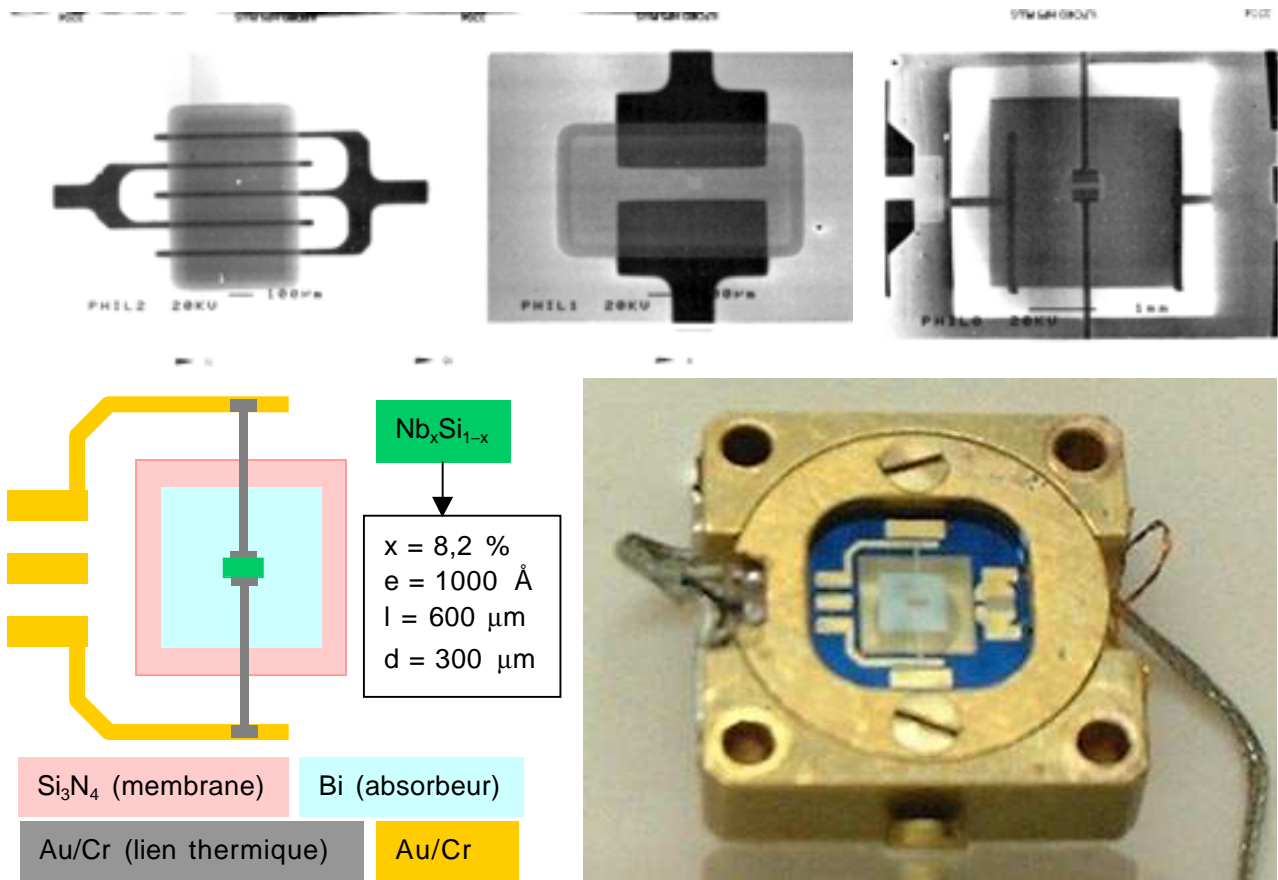 PHIL2 20KV 100µm
PHIL1 20KV
PHIL0 20KV 1mm
NbₓSi₁₋ₓ
x = 8,2 %
e = 1000 Å
l = 600 µm
d = 300 µm
Si₃N₄ (membrane)
Bi (absorbeur)
Au/Cr (lien thermique)
Au/Cr